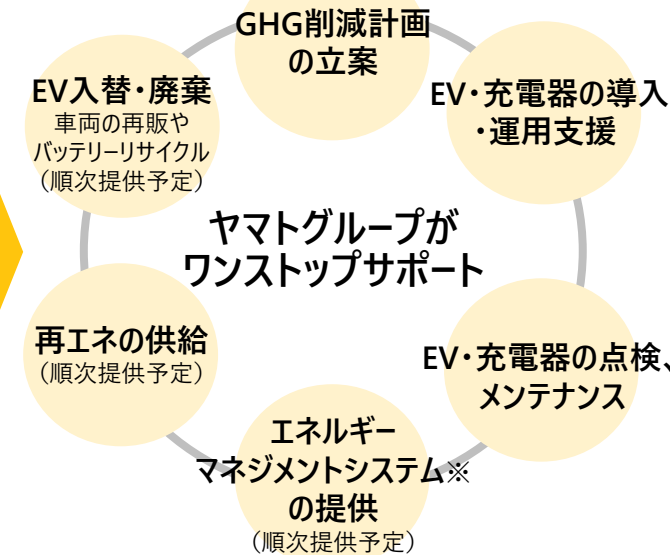 GHG削減計画
の立案
EV・充電器の導入
・運用支援
EV・充電器の点検、
メンテナンス
エネルギー
マネジメントシステム※
の提供
（順次提供予定）
再エネの供給
（順次提供予定）
EV入替・廃棄
車両の再販や
バッテリーリサイクル
（順次提供予定）
ヤマトグループが
ワンストップサポート